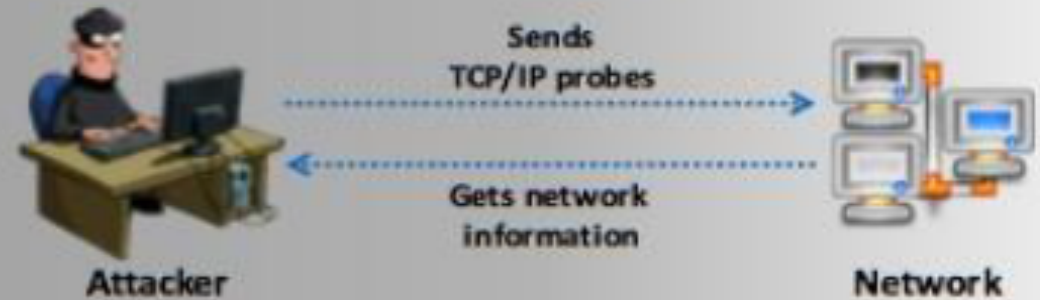 Sends
TCP/IP probes
Gets network
information
Attacker
Network